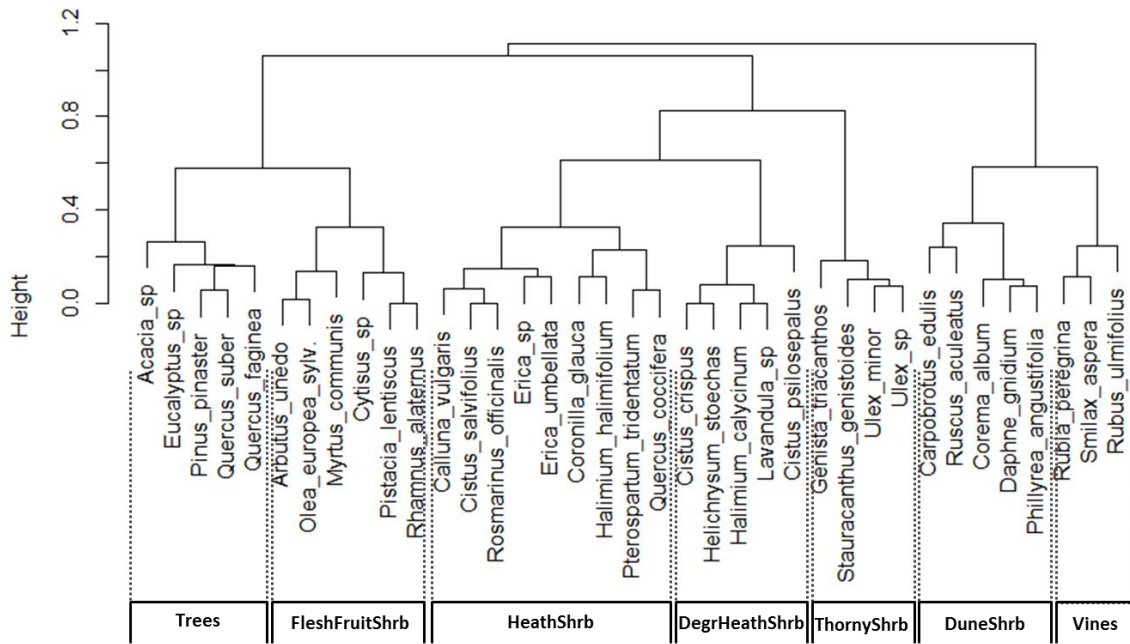 1.2
0.8
0.4
0.0
Height
Acacia_sp
Eucalyptus_sp
Pinus_pinaster
Quercus_suber
Quercus_faginea
Arbutus_unedo
Olea_europea_sylv.
Myrtus_communis
Cytisus_sp
Pistacia_lentiscus
Rhamnus_alaternus
Calluna_vulgaris
Cistus_salvifolius
Rosmarinus_officinalis
Erica_sp
Erica_umbellata
Coronilla_glauca
Halimium_halimifolium
Pterospartum_tridentatum
Quercus_coccifera
Cistus_crispus
Helichrysum_stoechas
Halimium_calycinum
Lavandula_sp
Cistus_psilosepalus
Genista_triacanthos
Stauracanthus_genistoides
Ulex_minor
Ulex_sp
Carpobrotus_edulis
Ruscus_aculeatus
Corema_album
Daphne_gnidium
Phillyrea_angustifolia
Rubia_peregrina
Smilax_aspera
Rubus_ulmifolius
Trees
FleshFruitShrb
HeathShrb
DegrHeathShrb
ThornyShrb
DuneShrb
Vines